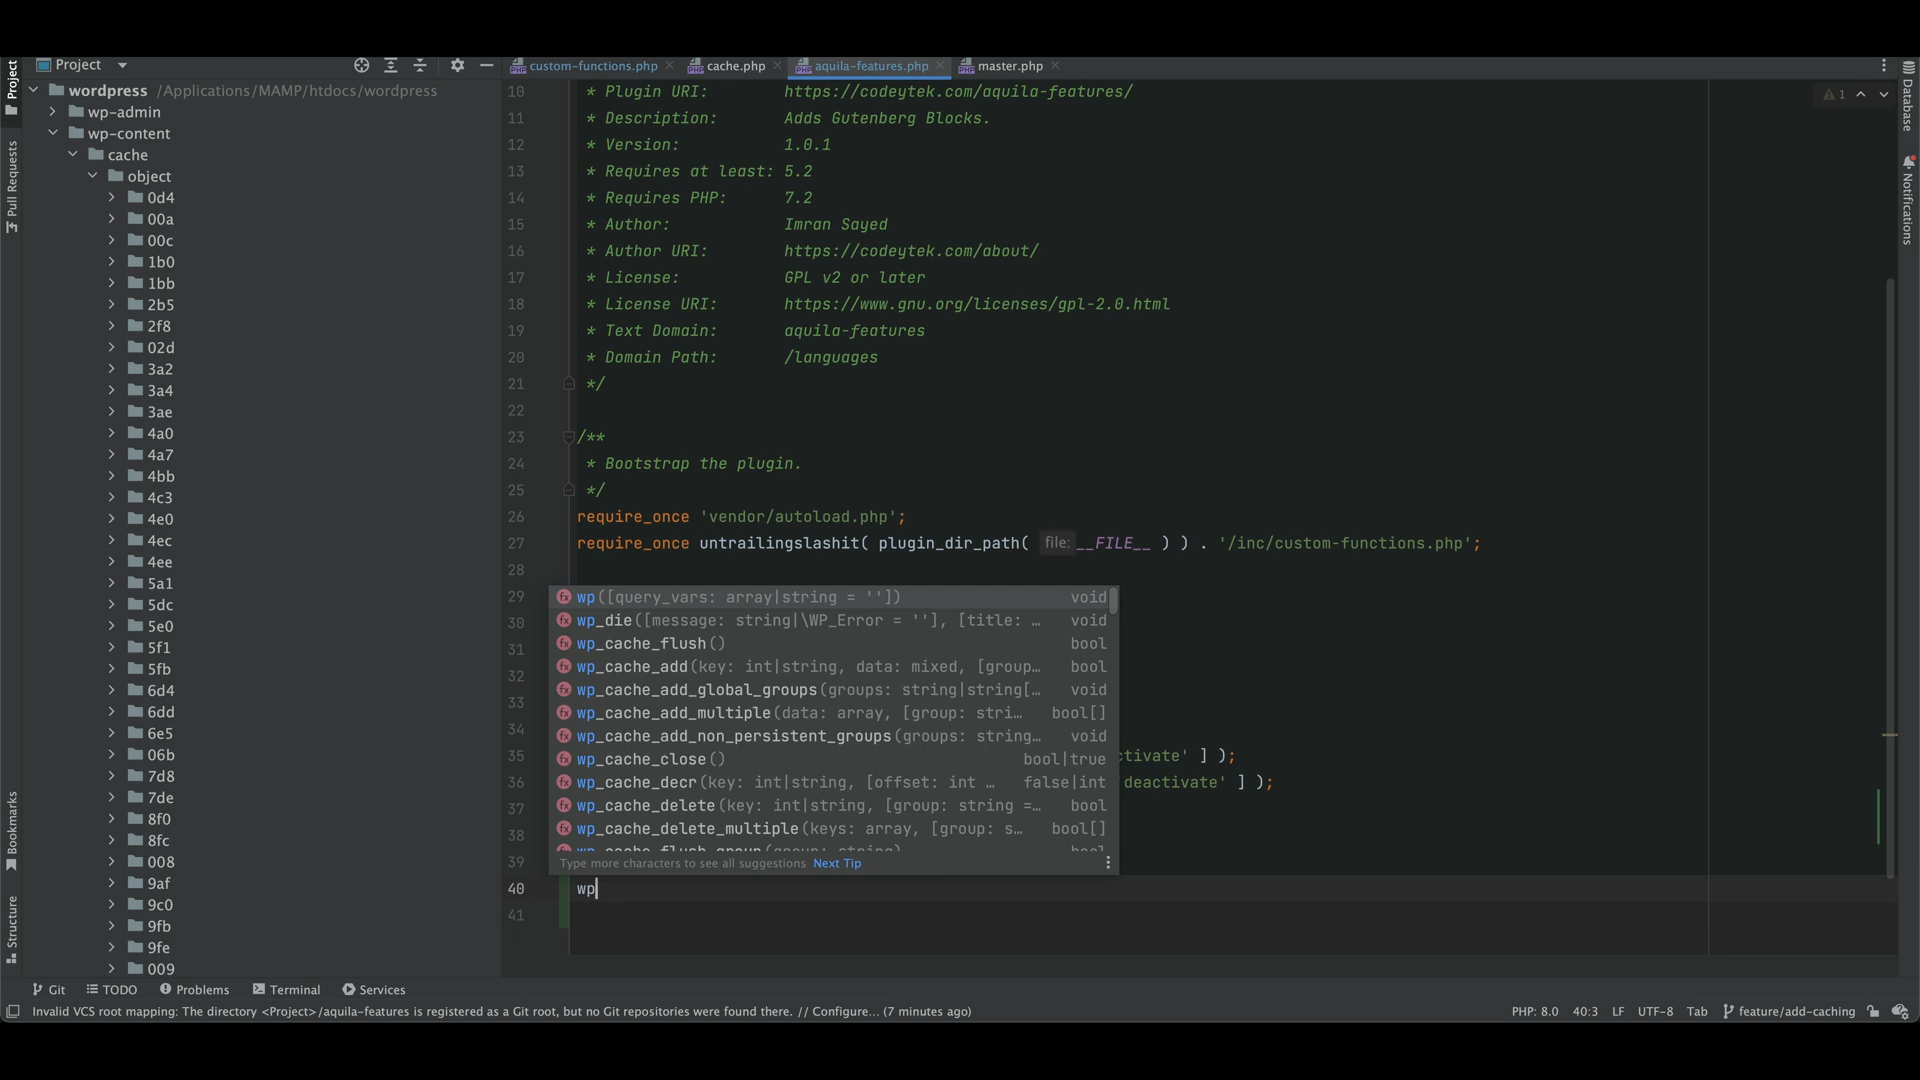 Project
custom-functions.php
cache.php
aquila-features.php
master.php
Project
Pull Requests
Bookmarks
Structure
Database
Notifications
wordpress /Applications/MAMP/htdocs/wordpress
wp-admin
wp-content
cache
object
0d4
00a
00c
1b0
1bb
2b5
2f8
02d
3a2
3a4
3ae
4a0
4a7
4bb
4c3
4e0
4ec
4ee
5a1
5dc
5e0
5f1
5fb
6d4
6dd
6e5
06b
7d8
7de
8f0
8fc
008
9af
9c0
9fb
9fe
009
1
10 * Plugin URI: https://codeytek.com/aquila-features/
11 * Description: Adds Gutenberg Blocks.
12 * Version: 1.0.1
13 * Requires at least: 5.2
14 * Requires PHP: 7.2
15 * Author: Imran Sayed
16 * Author URI: https://codeytek.com/about/
17 * License: GPL v2 or later
18 * License URI: https://www.gnu.org/licenses/gpl-2.0.html
19 * Text Domain: aquila-features
20 * Domain Path: /languages
21 */
22
23 /**
24 * Bootstrap the plugin.
25 */
26 require_once 'vendor/autoload.php';
27 require_once untrailingslashit( plugin_dir_path( file: __FILE__ ) ) . '/inc/custom-functions.php';
28
29
30
31
32
33
34
35 ctivate' ] );
36 deactivate' ] );
37
38
39
40 wp
41
wp([query_vars: array|string = '']) void
wp_die([message: string|\WP_Error = ''], [title: … void
wp_cache_flush() bool
wp_cache_add(key: int|string, data: mixed, [group… bool
wp_cache_add_global_groups(groups: string|string[… void
wp_cache_add_multiple(data: array, [group: stri… bool[]
wp_cache_add_non_persistent_groups(groups: string… void
wp_cache_close() bool|true
wp_cache_decr(key: int|string, [offset: int … false|int
wp_cache_delete(key: int|string, [group: string =… bool
wp_cache_delete_multiple(keys: array, [group: s… bool[]
wp_cache_flush_group(group: string) bool
Type more characters to see all suggestions Next Tip
Git TODO Problems Terminal Services
Invalid VCS root mapping: The directory <Project>/aquila-features is registered as a Git root, but no Git repositories were found there. // Configure... (7 minutes ago)
PHP: 8.0 40:3 LF UTF-8 Tab feature/add-caching